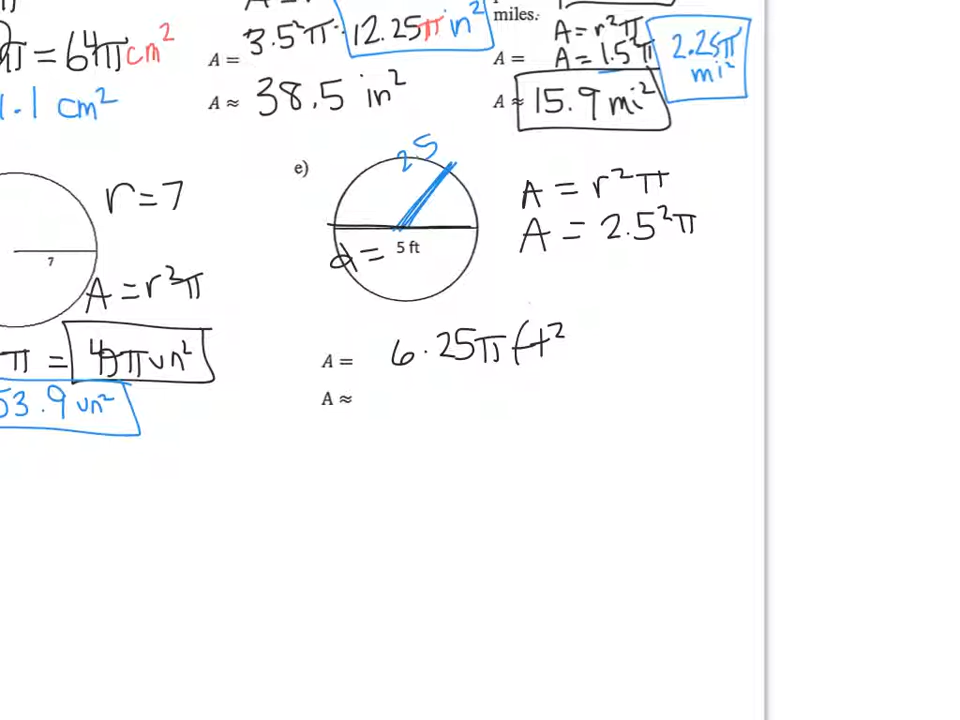 π = 64π cm²
.1 cm²
3.5²π · 12.25π in²
A =
A ≈ 38.5 in²
miles.
A = r²π
A = A = 1.5²π
2.25π
mi²
A ≈ 15.9 mi²
r = 7
7
A = r²π
π = 49π un²
53.9 un²
e)
2.5
d = 5 ft
A = r²π
A = 2.5²π
A = 6.25π ft²
A ≈